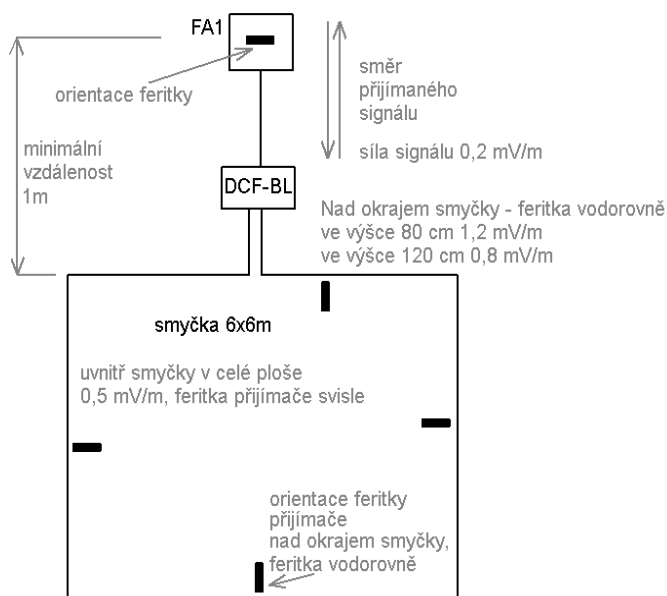 FA1
orientace feritky
směr
přijímaného
signálu
síla signálu 0,2 mV/m
minimální
vzdálenost
1m
DCF-BL
Nad okrajem smyčky - feritka vodorovně
ve výšce 80 cm 1,2 mV/m
ve výšce 120 cm 0,8 mV/m
smyčka 6x6m
uvnitř smyčky v celé ploše
0,5 mV/m, feritka přijímače svisle
orientace feritky
přijímače
nad okrajem smyčky,
feritka vodorovně